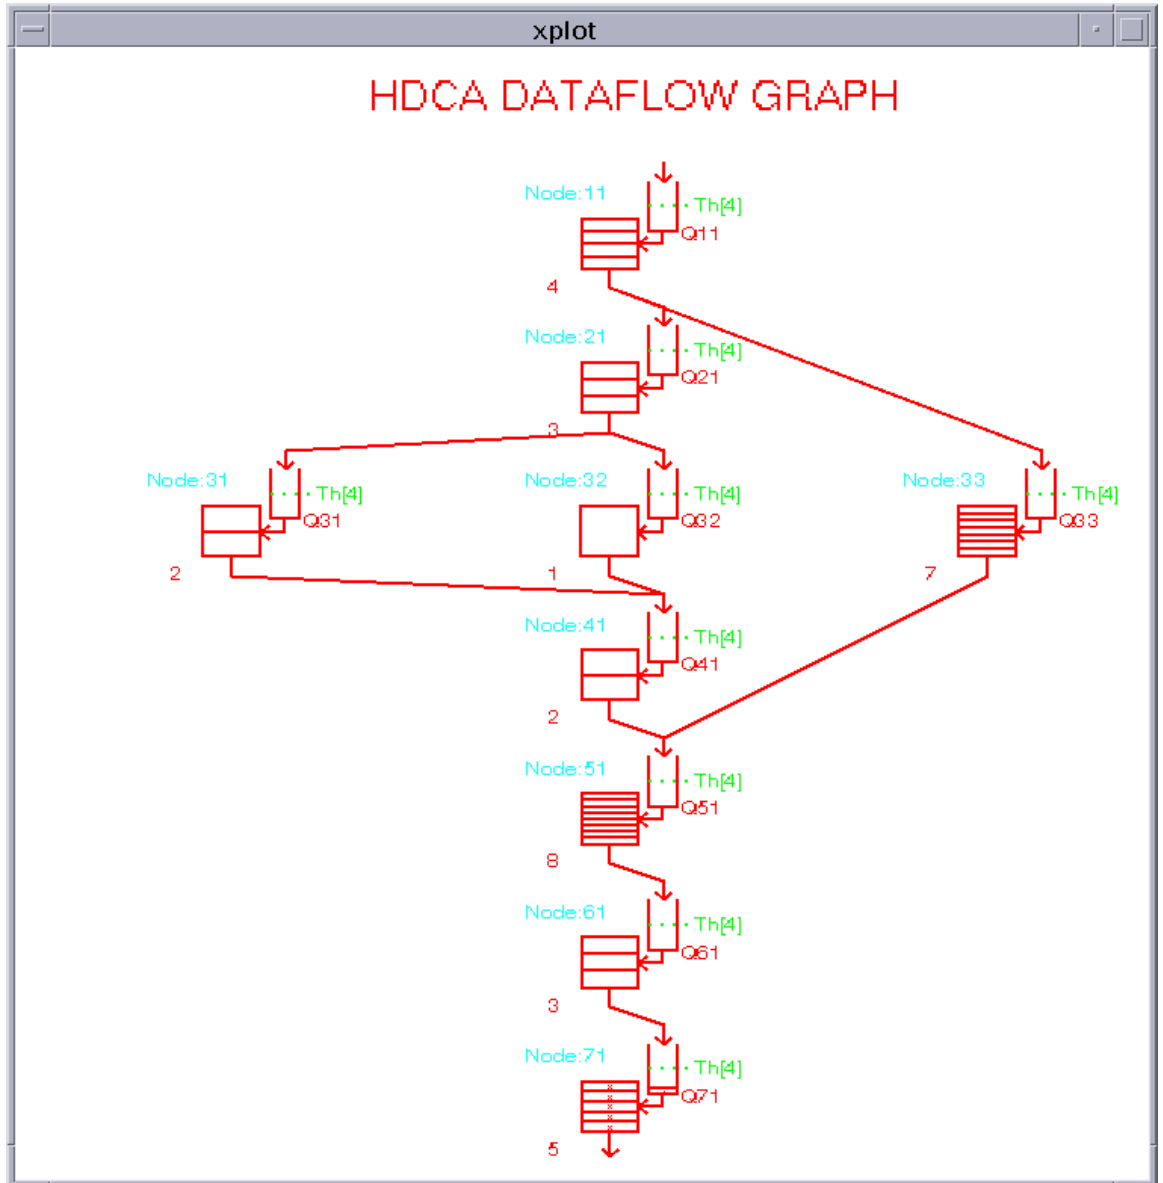 xplot
HDCA DATAFLOW GRAPH
Node:11
Th[4]
Q11
4
Node:21
Th[4]
Q21
3
Node:31
Th[4]
Q31
2
Node:32
Th[4]
Q32
1
Node:33
Th[4]
Q33
7
Node:41
Th[4]
Q41
2
Node:51
Th[4]
Q51
8
Node:61
Th[4]
Q61
3
Node:71
Th[4]
Q71
5